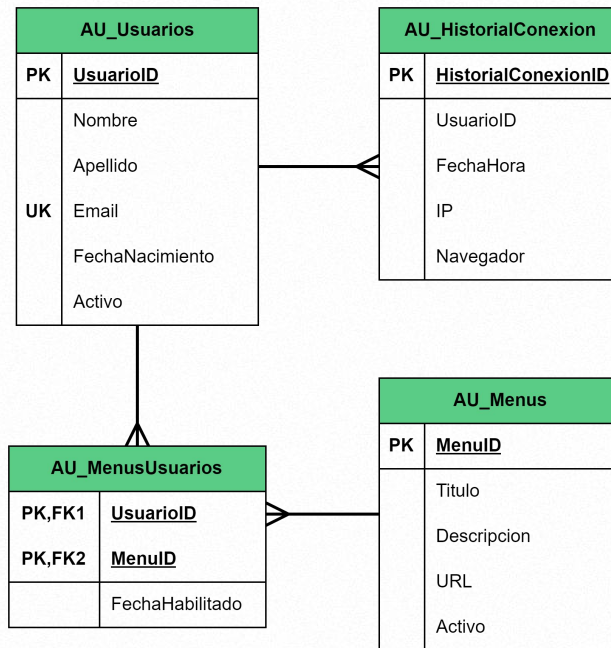 AU_Usuarios
PK UsuarioID
Nombre
Apellido
UK Email
FechaNacimiento
Activo
AU_HistorialConexion
PK HistorialConexionID
UsuarioID
FechaHora
IP
Navegador
AU_MenusUsuarios
PK,FK1 UsuarioID
PK,FK2 MenuID
FechaHabilitado
AU_Menus
PK MenuID
Titulo
Descripcion
URL
Activo